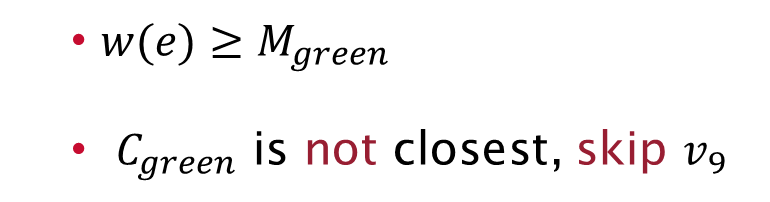 • w(e) ≥ M_green
• C_green is not closest, skip v_9